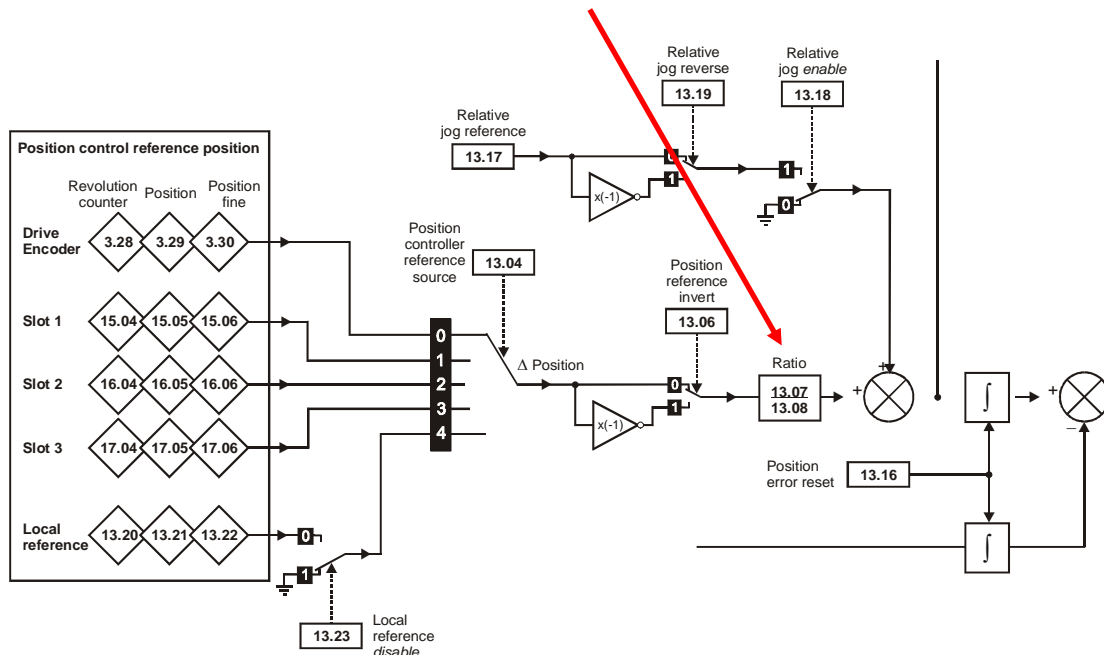 Relative
jog reverse
13.19
Relative
jog enable
13.18
Relative
jog reference
13.17
0
1
x(-1)
1
0
Position control reference position
Revolution
counter
Position
Position
fine
Drive
Encoder
3.28
3.29
3.30
Slot 1
15.04
15.05
15.06
Slot 2
16.04
16.05
16.06
Slot 3
17.04
17.05
17.06
Local
reference
13.20
13.21
13.22
0
1
13.23
Local
reference
disable
Position
controller
reference
source
13.04
0
1
2
3
4
Δ Position
x(-1)
0
1
Position
reference
invert
13.06
Ratio
13.07
13.08
+
+
∫
+
−
Position
error reset
13.16
∫